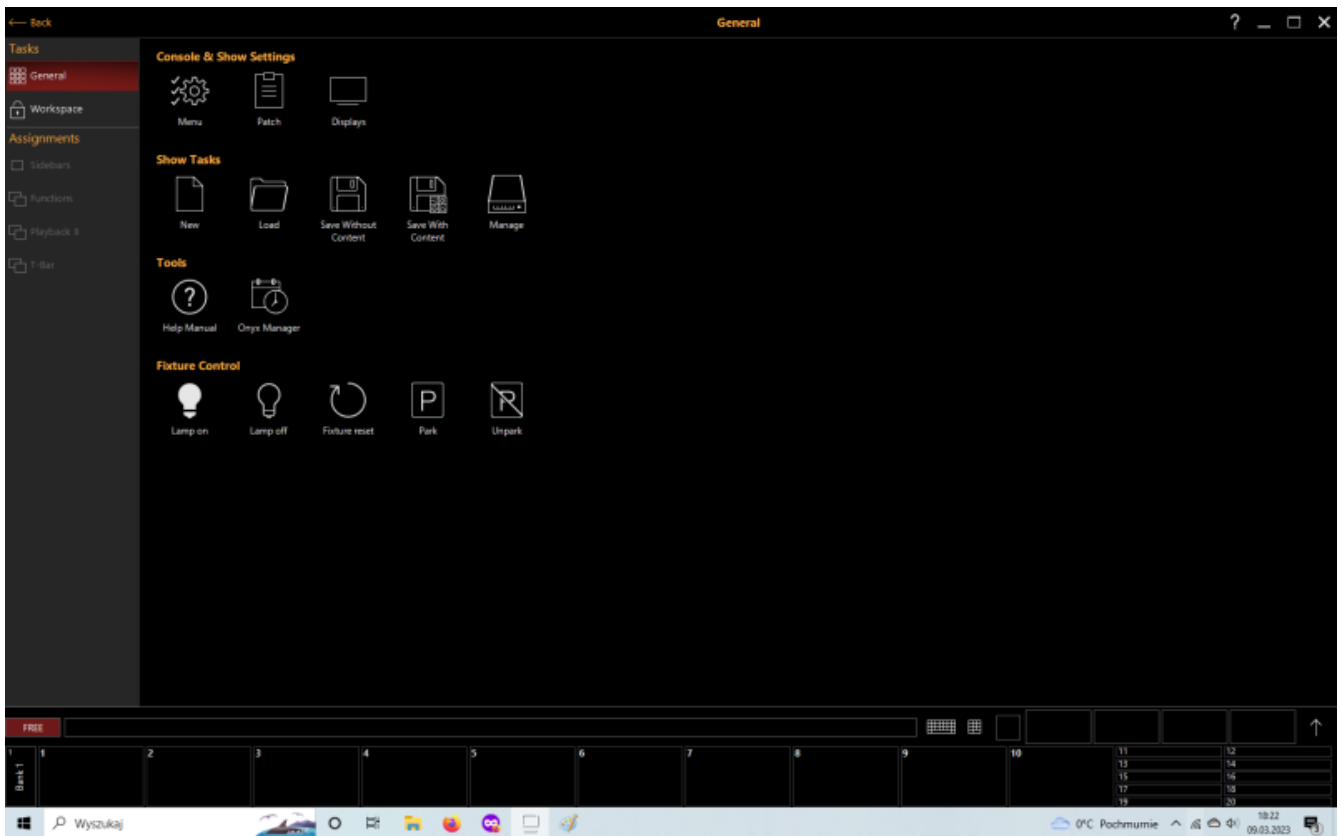 Back
General
?
Tasks
General
Workspace
Assignments
Sidebars
Functions
Playback 8
T-Bar
Console & Show Settings
Menu
Patch
Displays
Show Tasks
New
Load
Save Without
Content
Save With
Content
Manage
Tools
?
Help Manual
Onyx Manager
Fixture Control
P
Lamp on
Lamp off
Fixture reset
Park
Unpark
FREE
1
Bank 1
1
2
3
4
5
6
7
8
9
10
11
12
13
14
15
16
17
18
19
20
Wyszukaj
0°C Pochmurnie
18:22
09.03.2023